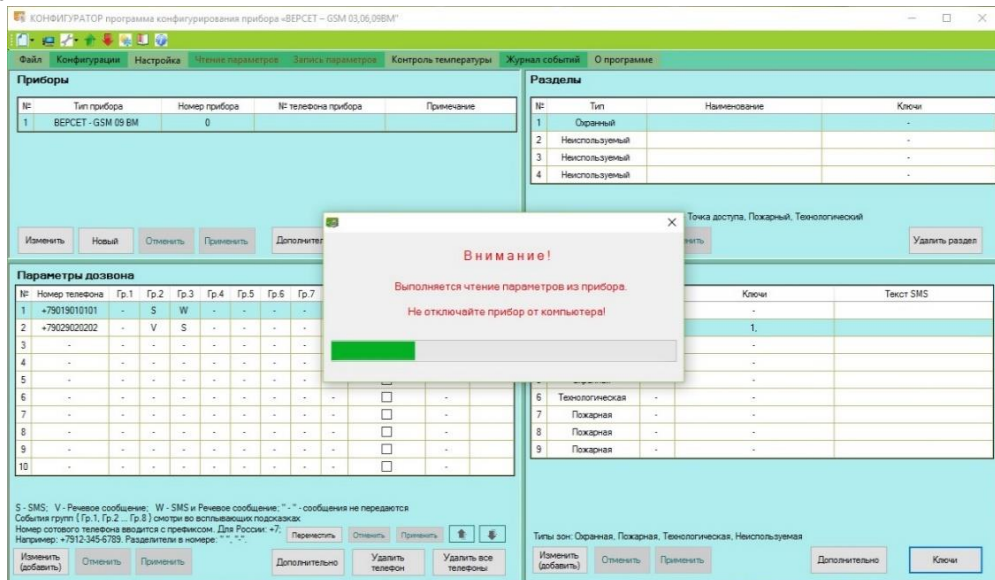 КОНФИГУРАТОР программа конфигурирования прибора «ВЕРСЕТ – GSM 03,06,09ВМ"
Файл Конфигурации Настройка Чтение параметров Запись параметров Контроль температуры Журнал событий О программе
Приборы
№ Тип прибора Номер прибора № телефона прибора Примечание
1 ВЕРСЕТ - GSM 09 ВМ 0
Изменить Новый Отменить Применить
Разделы
№ Тип Наименование Ключи
1 Охранный -
2 Неиспользуемый -
3 Неиспользуемый -
4 Неиспользуемый -
Точка доступа, Пожарный, Технологический
Удалить раздел
Внимание!
Выполняется чтение параметров из прибора.
Не отключайте прибор от компьютера!
Параметры дозвона
№ Номер телефона Гр.1 Гр.2 Гр.3 Гр.4 Гр.5 Гр.6 Гр.7
1 +79019010101 - S W - - - -
2 +79029020202 - V S - - - -
3 - - - - - - - -
4 - - - - - - - -
5 - - - - - - - -
6 - - - - - - - - - - -
7 - - - - - - - - - - -
8 - - - - - - - - - - -
9 - - - - - - - - - - -
10 - - - - - - - - - - -
S - SMS; V - Речевое сообщение; W - SMS и Речевое сообщение; " - " - сообщения не передаются
События групп ( Гр.1, Гр.2 ... Гр.8 ) смотри во всплывающих подсказках
Номер сотового телефона вводится с префиксом. Для России: +7;
Например: +7912-345-6789. Разделители в номере: " ", "-".
Переместить Отменить Применить
Изменить (добавить) Отменить Применить Дополнительно Удалить телефон Удалить все телефоны
Ключи Текст SMS
-
1,
-
-
-
6 Технологическая - -
7 Пожарная - -
8 Пожарная - -
9 Пожарная - -
Типы зон: Охранная, Пожарная, Технологическая, Неиспользуемая
Изменить (добавить) Отменить Применить Дополнительно Ключи